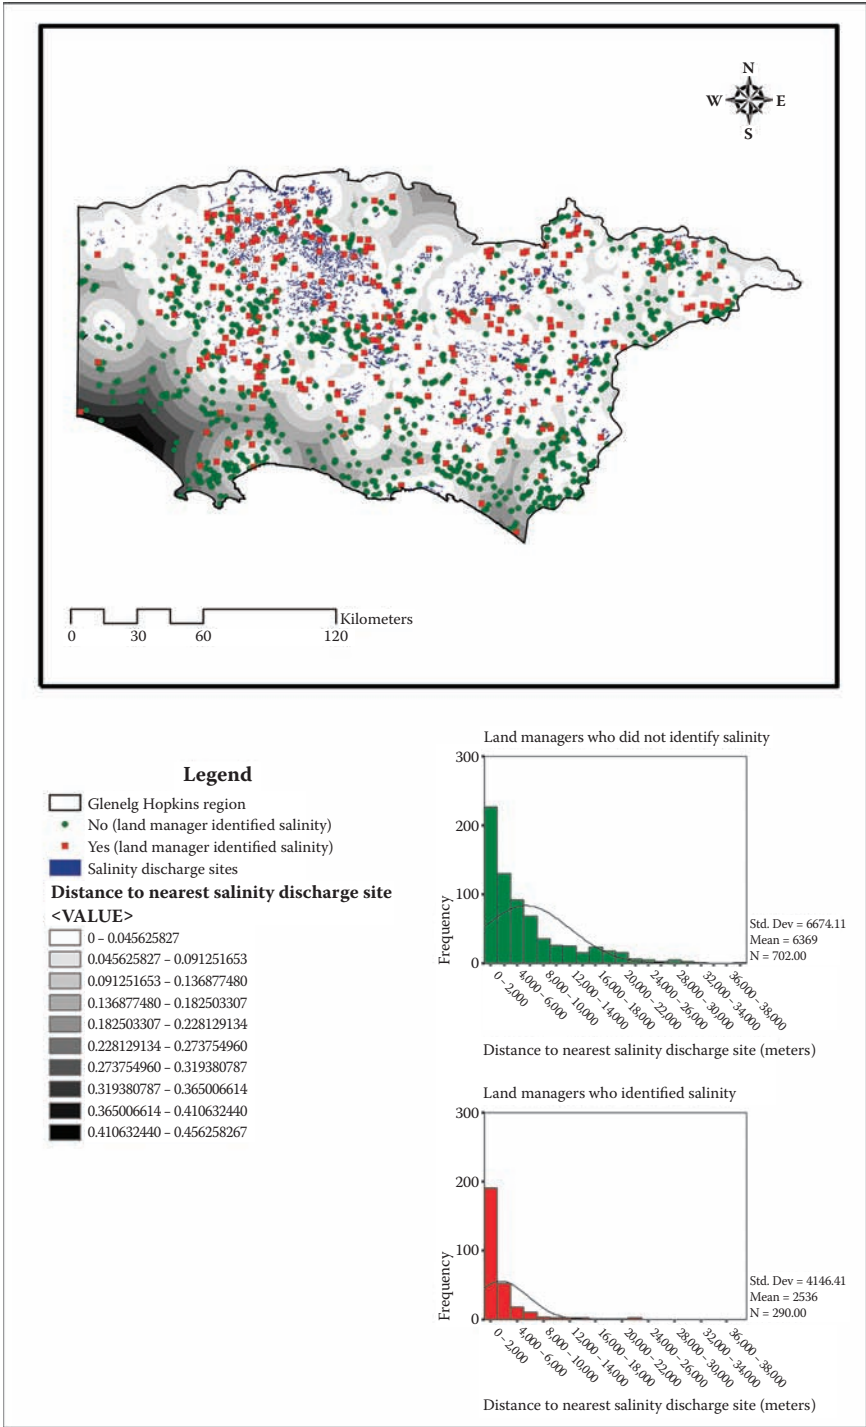 N
W E
S
Kilometers
0 30 60 120
Legend
Glenelg Hopkins region
No (land manager identified salinity)
Yes (land manager identified salinity)
Salinity discharge sites
Distance to nearest salinity discharge site
<VALUE>
0 – 0.045625827
0.045625827 – 0.091251653
0.091251653 – 0.136877480
0.136877480 – 0.182503307
0.182503307 – 0.228129134
0.228129134 – 0.273754960
0.273754960 – 0.319380787
0.319380787 – 0.365006614
0.365006614 – 0.410632440
0.410632440 – 0.456258267
Land managers who did not identify salinity
300
200
100
0
Frequency
Std. Dev = 6674.11
Mean = 6369
N = 702.00
0 – 2,000
4,000 – 6,000
8,000 – 10,000
12,000 – 14,000
16,000 – 18,000
20,000 – 22,000
24,000 – 26,000
28,000 – 30,000
32,000 – 34,000
36,000 – 38,000
Distance to nearest salinity discharge site (meters)
Land managers who identified salinity
300
200
100
0
Frequency
Std. Dev = 4146.41
Mean = 2536
N = 290.00
0 – 2,000
4,000 – 6,000
8,000 – 10,000
12,000 – 14,000
16,000 – 18,000
20,000 – 22,000
24,000 – 26,000
28,000 – 30,000
32,000 – 34,000
36,000 – 38,000
Distance to nearest salinity discharge site (meters)